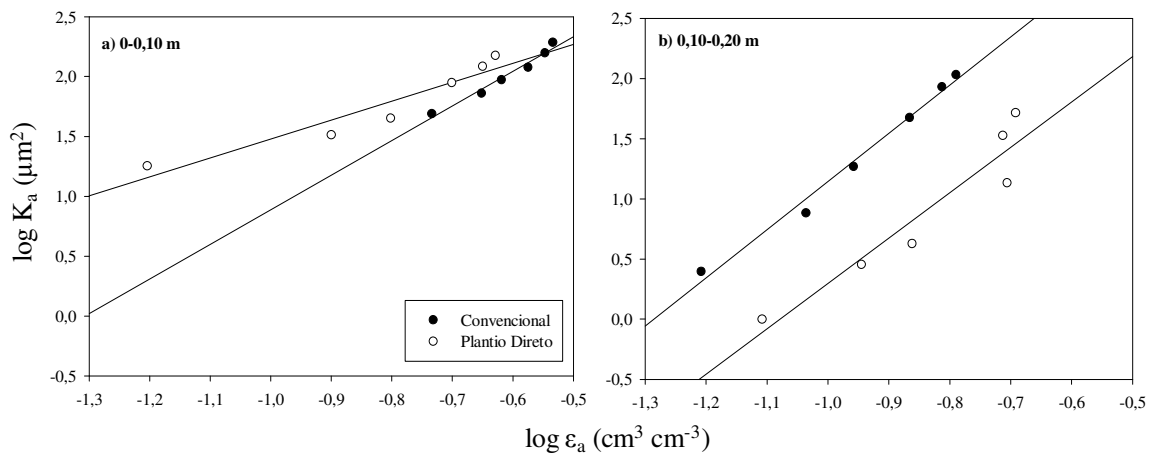 a) 0-0,10 m
b) 0,10-0,20 m
2,5
2,0
1,5
1,0
0,5
0,0
-0,5
2,5
2,0
1,5
1,0
0,5
0,0
-0,5
log Kₐ (µm²)
Convencional
Plantio Direto
-1,3 -1,2 -1,1 -1,0 -0,9 -0,8 -0,7 -0,6 -0,5
-1,3 -1,1 -1,0 -0,9 -0,8 -0,7 -0,6 -0,5
log εₐ (cm³ cm⁻³)